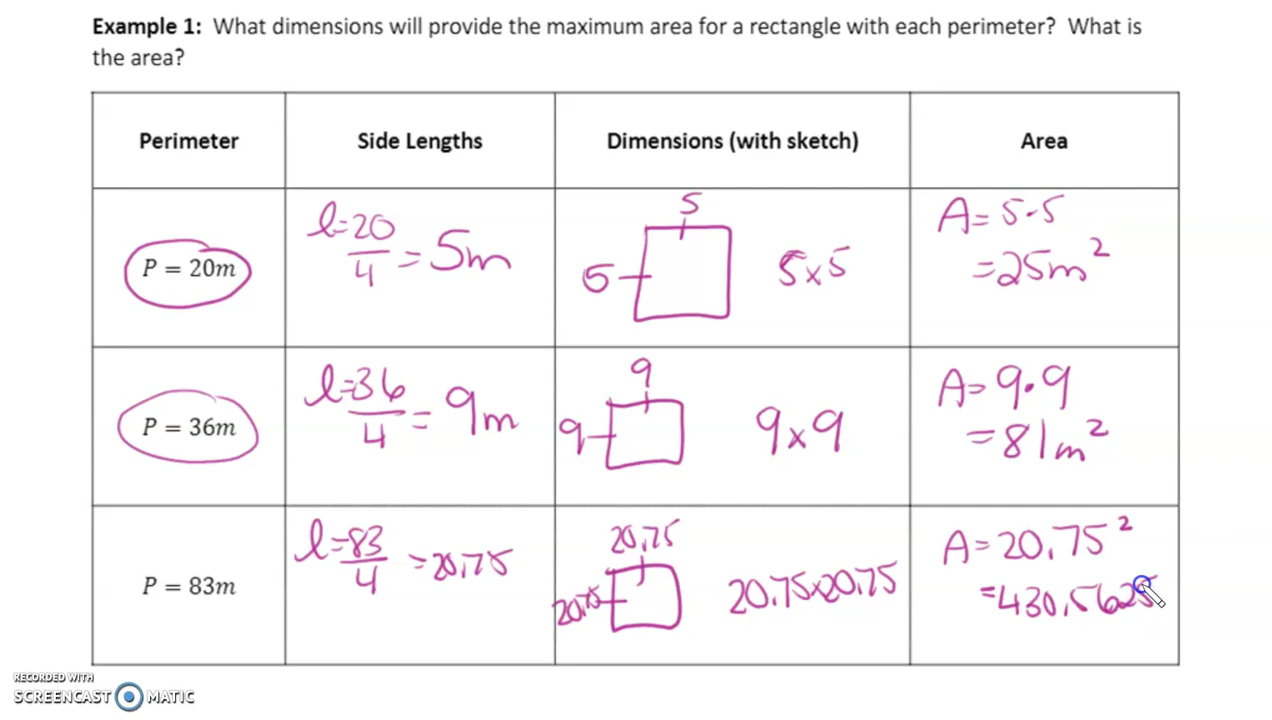 Example 1: What dimensions will provide the maximum area for a rectangle with each perimeter? What is
the area?
Perimeter Side Lengths Dimensions (with sketch) Area
P = 20m
l=20/4 = 5m
5
5
5x5
A= 5·5
=25m²
P = 36m
l=36/4 = 9m
9
9
9x9
A= 9·9
=81m²
P = 83m
l=83/4 =20.75
20.75
20.75
20.75x20.75
A=20.75²
=430.5625
RECORDED WITH
SCREENCAST MATIC